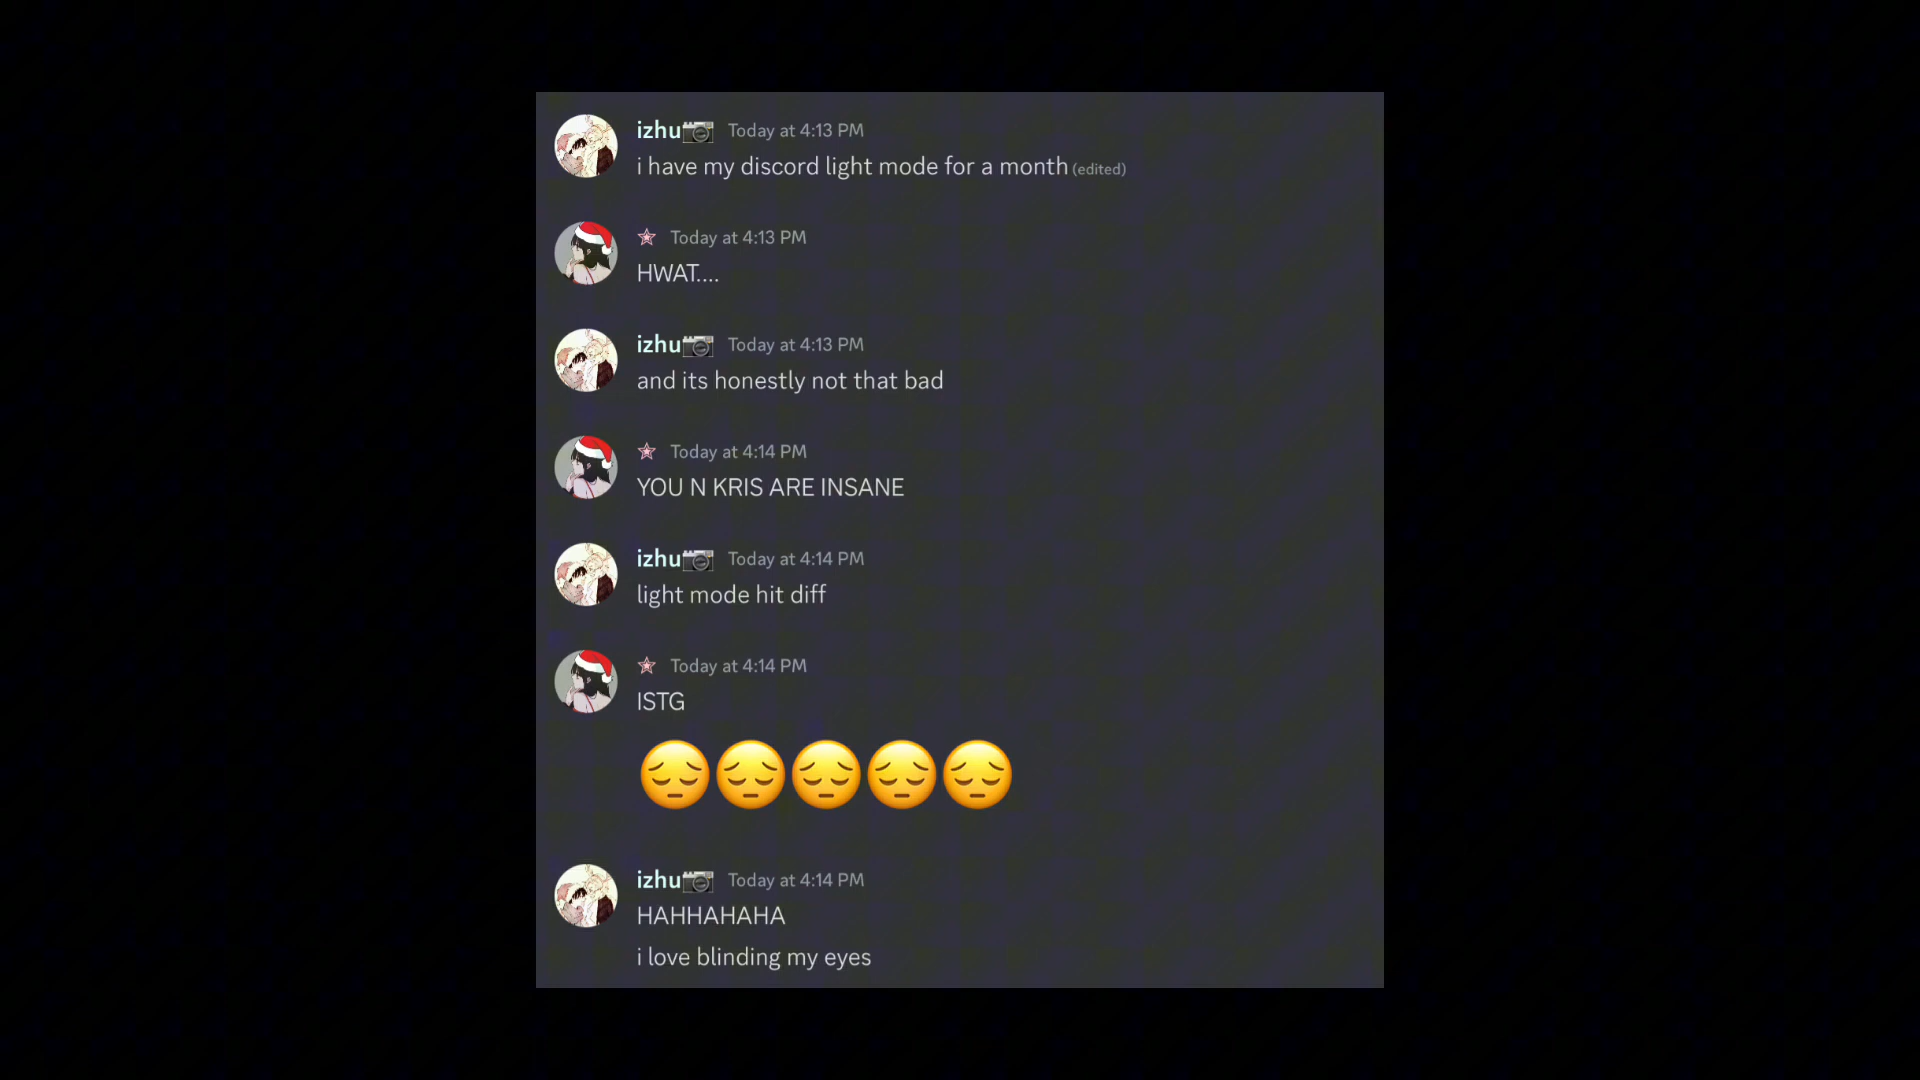 izhu📷 Today at 4:13 PM
i have my discord light mode for a month (edited)
⭐ Today at 4:13 PM
HWAT....
izhu📷 Today at 4:13 PM
and its honestly not that bad
⭐ Today at 4:14 PM
YOU N KRIS ARE INSANE
izhu📷 Today at 4:14 PM
light mode hit diff
⭐ Today at 4:14 PM
ISTG
😔😔😔😔😔
izhu📷 Today at 4:14 PM
HAHHAHAHA
i love blinding my eyes